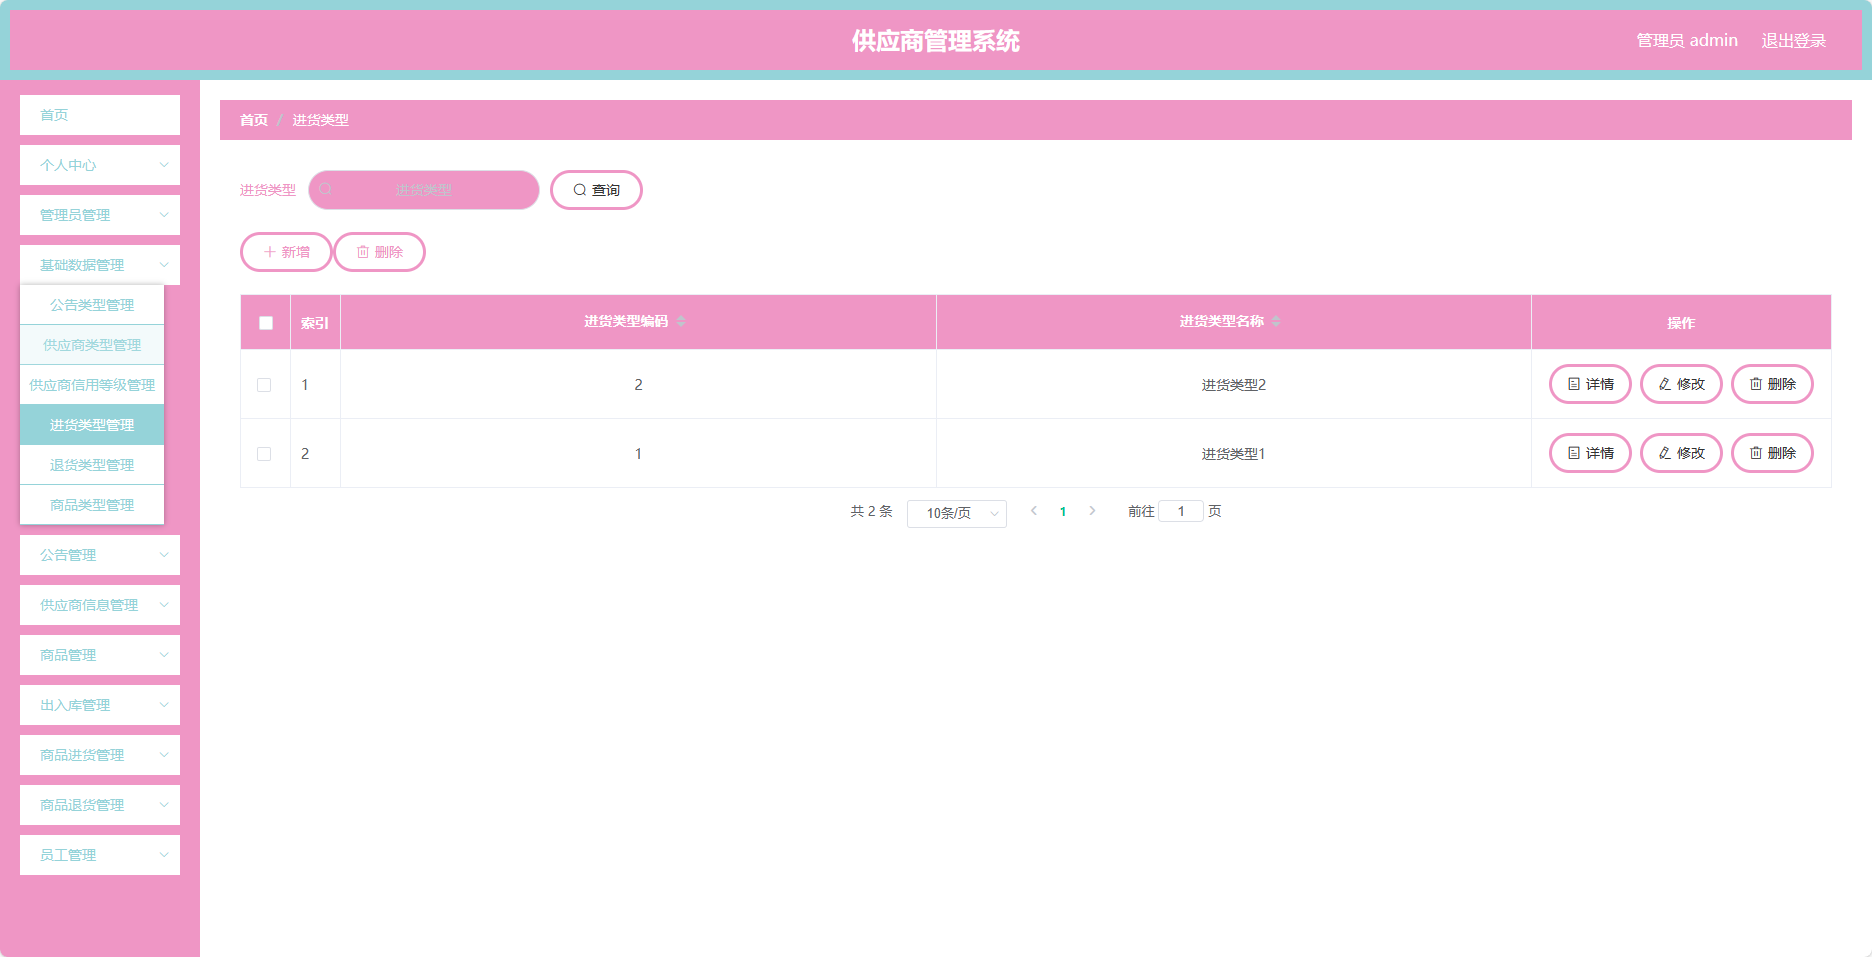 供应商管理系统
管理员 admin 退出登录
首页
个人中心
管理员管理
基础数据管理
公告类型管理
供应商类型管理
供应商信用等级管理
进货类型管理
退货类型管理
商品类型管理
公告管理
供应商信息管理
商品管理
出入库管理
商品进货管理
商品退货管理
员工管理
首页 / 进货类型
进货类型 进货类型 查询
新增 删除
索引 进货类型编码 进货类型名称 操作
1 2 进货类型2 详情 修改 删除
2 1 进货类型1 详情 修改 删除
共 2 条 10条/页 1 前往 1 页